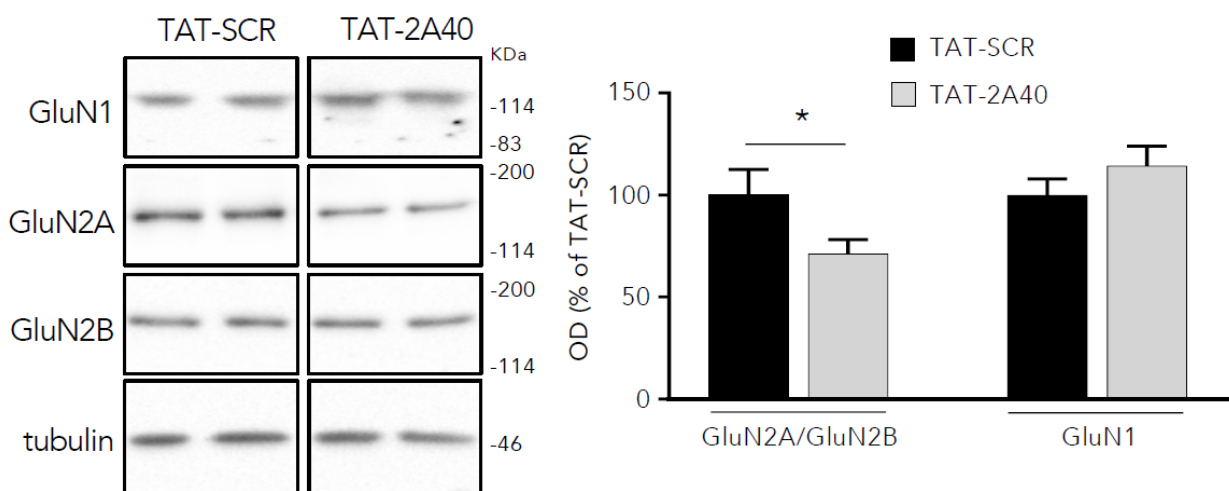 TAT-SCR TAT-2A40
KDa
GluN1
-114
-83
GluN2A
-200
-114
GluN2B
-200
-114
tubulin
-46
TAT-SCR
TAT-2A40
OD (% of TAT-SCR)
150
100
50
0
*
GluN2A/GluN2B GluN1